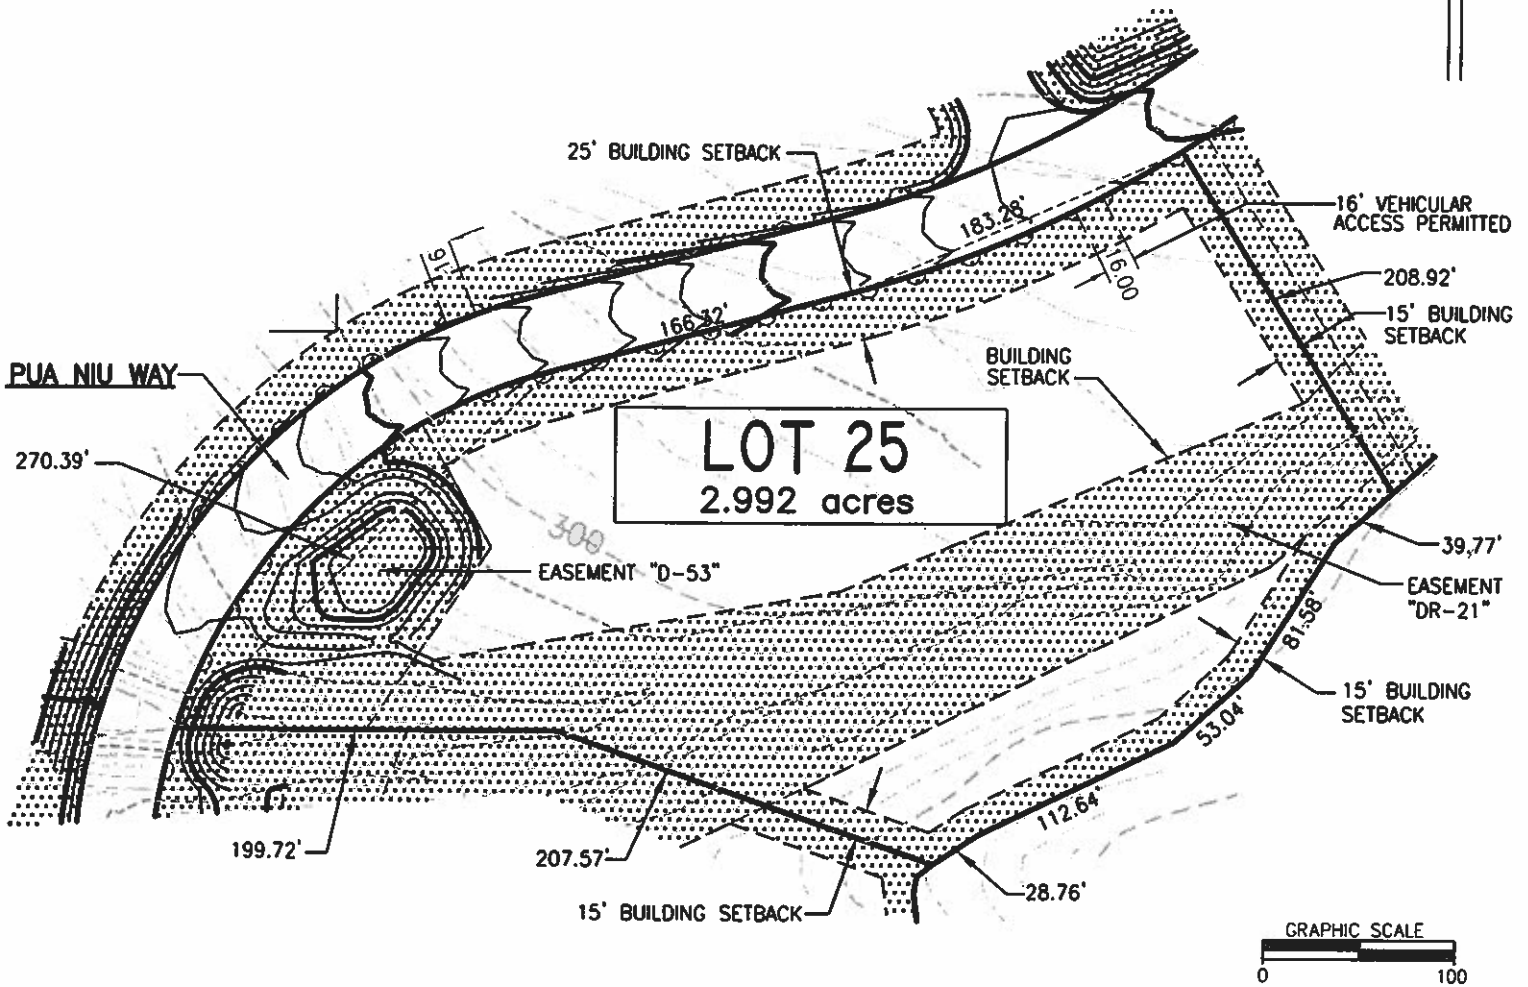 25' BUILDING SETBACK
183.28'
16' VEHICULAR
ACCESS PERMITTED
16.00
208.92'
15' BUILDING
SETBACK
16
166.32'
BUILDING
SETBACK
PUA NIU WAY
LOT 25
2.992 acres
270.39'
300
EASEMENT "D-53"
39.77'
EASEMENT
"DR-21"
81.58'
15' BUILDING
SETBACK
53.04'
112.64'
199.72'
207.57'
28.76'
15' BUILDING SETBACK
GRAPHIC SCALE
0 100